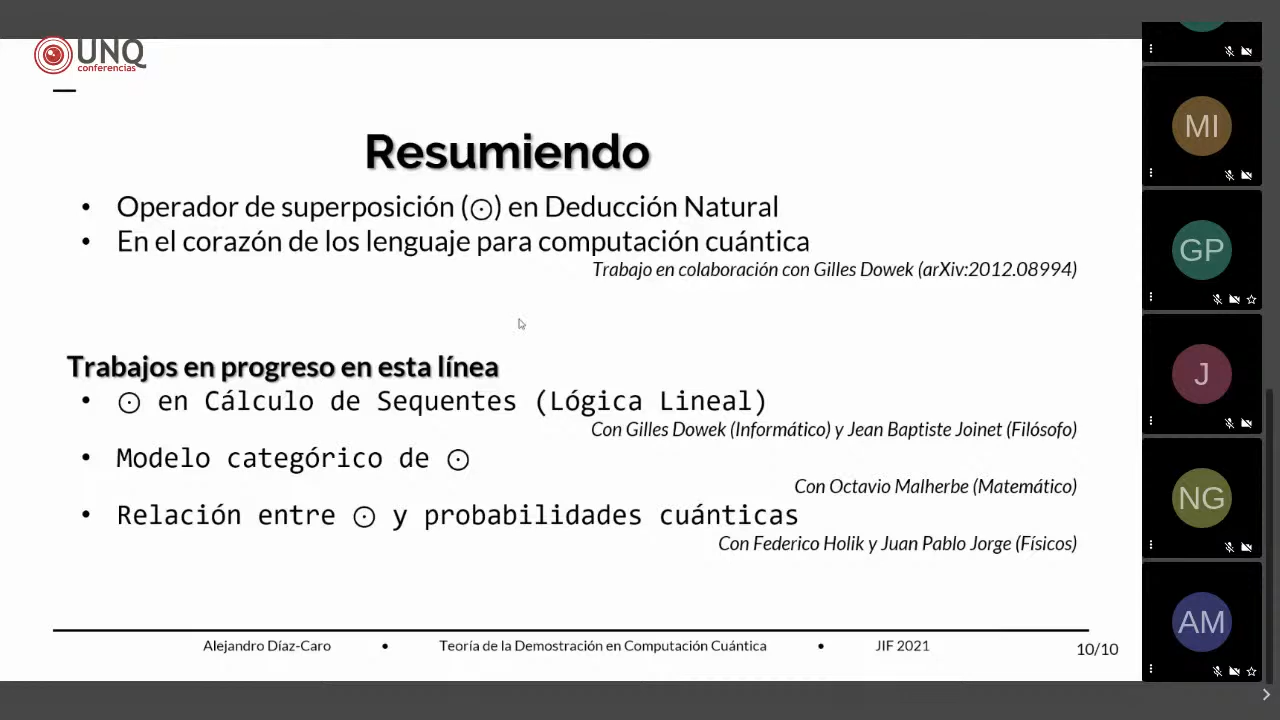 UNQ
conferencias
Resumiendo
• Operador de superposición (⊙) en Deducción Natural
• En el corazón de los lenguaje para computación cuántica
Trabajo en colaboración con Gilles Dowek (arXiv:2012.08994)
Trabajos en progreso en esta línea
• ⊙ en Cálculo de Sequentes (Lógica Lineal)
Con Gilles Dowek (Informático) y Jean Baptiste Joinet (Filósofo)
• Modelo categórico de ⊙
Con Octavio Malherbe (Matemático)
• Relación entre ⊙ y probabilidades cuánticas
Con Federico Holik y Juan Pablo Jorge (Físicos)
Alejandro Díaz-Caro • Teoría de la Demostración en Computación Cuántica • JIF 2021
10/10
MI
GP
J
NG
AM